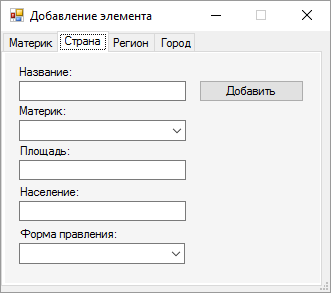 Добавление элемента
Материк Страна Регион Город
Название:
Добавить
Материк:
Площадь:
Население:
Форма правления: